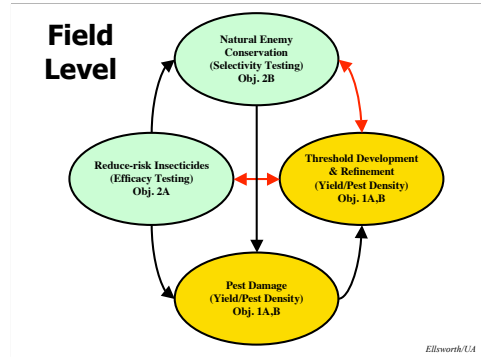 Field
Level
Natural Enemy
Conservation
(Selectivity Testing)
Obj. 2B
Reduce-risk Insecticides
(Efficacy Testing)
Obj. 2A
Threshold Development
& Refinement
(Yield/Pest Density)
Obj. 1A,B
Pest Damage
(Yield/Pest Density)
Obj. 1A,B
Ellsworth/UA